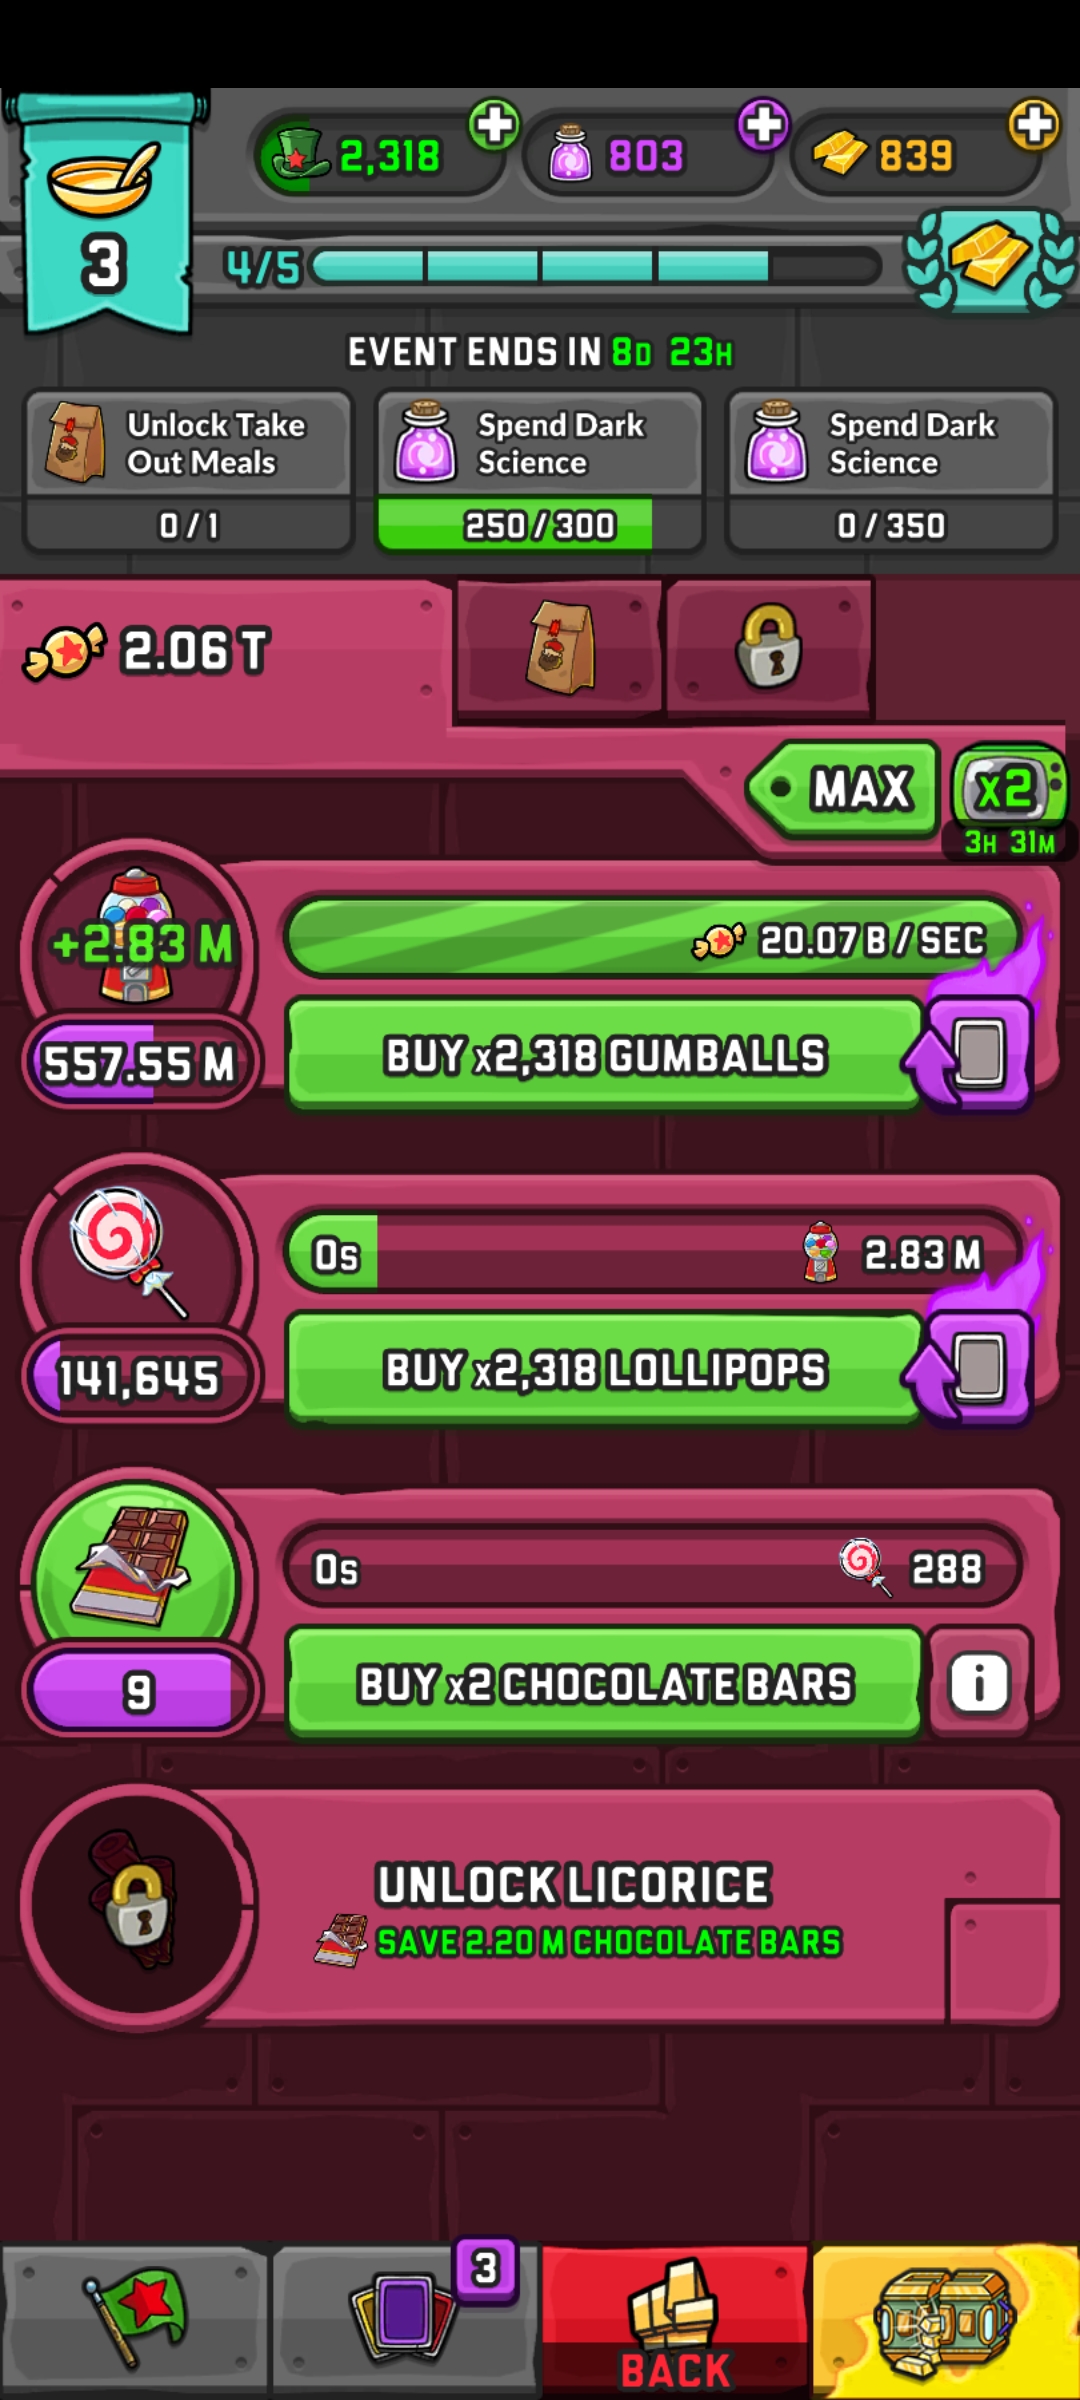 2,318
803
839
3
4/5
EVENT ENDS IN 8D 23H
Unlock Take
Out Meals
0/1
Spend Dark
Science
250/300
Spend Dark
Science
0/350
2.06 T
MAX
x2
3H 31M
+2.83 M
20.07 B/SEC
557.55 M
BUY x2,318 GUMBALLS
0s
2.83 M
141,645
BUY x2,318 LOLLIPOPS
0s
288
9
BUY x2 CHOCOLATE BARS
i
UNLOCK LICORICE
SAVE 2.20 M CHOCOLATE BARS
3
BACK